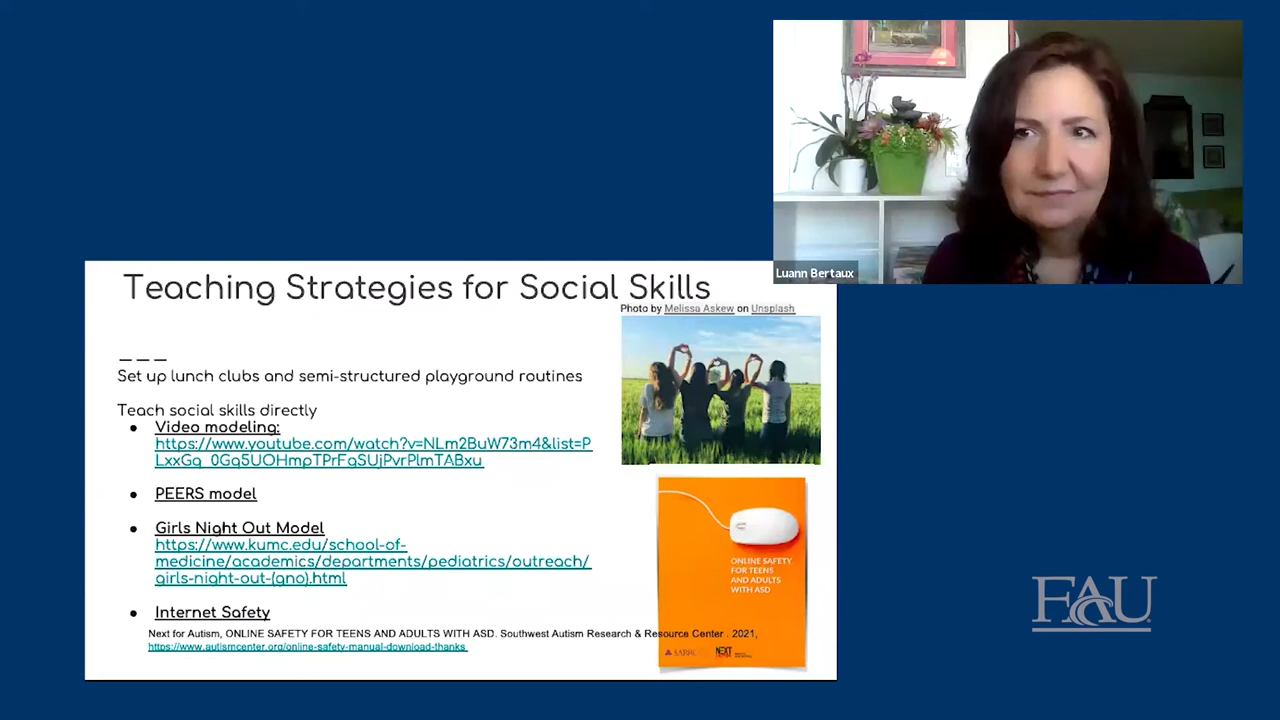 Luann Bertaux
Teaching Strategies for Social Skills
Photo by Melissa Askew on Unsplash
Set up lunch clubs and semi-structured playground routines
Teach social skills directly
● Video modeling:
https://www.youtube.com/watch?v=NLm2BuW73m4&list=P
LxxGg_0Gg5UOHmpTPrFqSUjPvrPlmTABxu
● PEERS model
● Girls Night Out Model
https://www.kumc.edu/school-of-
medicine/academics/departments/pediatrics/outreach/
girls-night-out-(gno).html
● Internet Safety
Next for Autism, ONLINE SAFETY FOR TEENS AND ADULTS WITH ASD. Southwest Autism Research & Resource Center . 2021,
https://www.autismcenter.org/online-safety-manual-download-thanks
ONLINE SAFETY
FOR TEENS
AND ADULTS
WITH ASD
SARRC NEXT
FAU